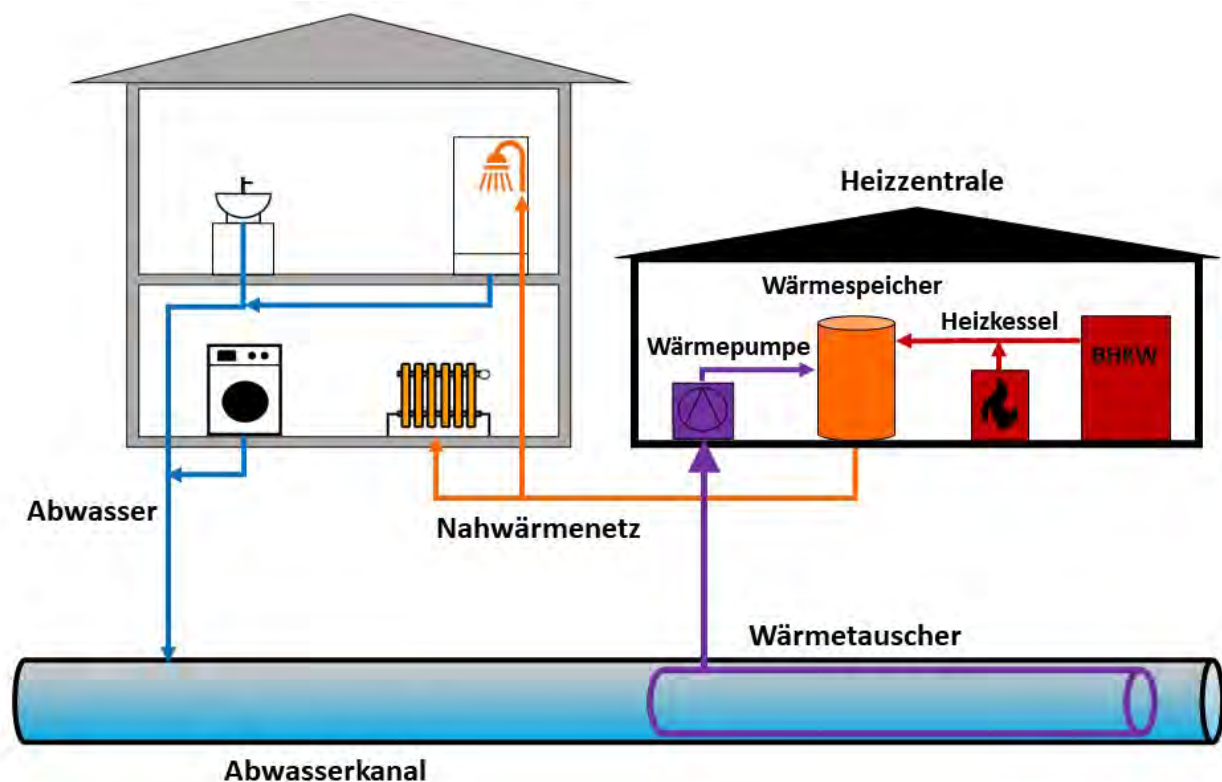 Heizzentrale
Wärmespeicher
Heizkessel
Wärmepumpe
BHKW
Abwasser
Nahwärmenetz
Wärmetauscher
Abwasserkanal